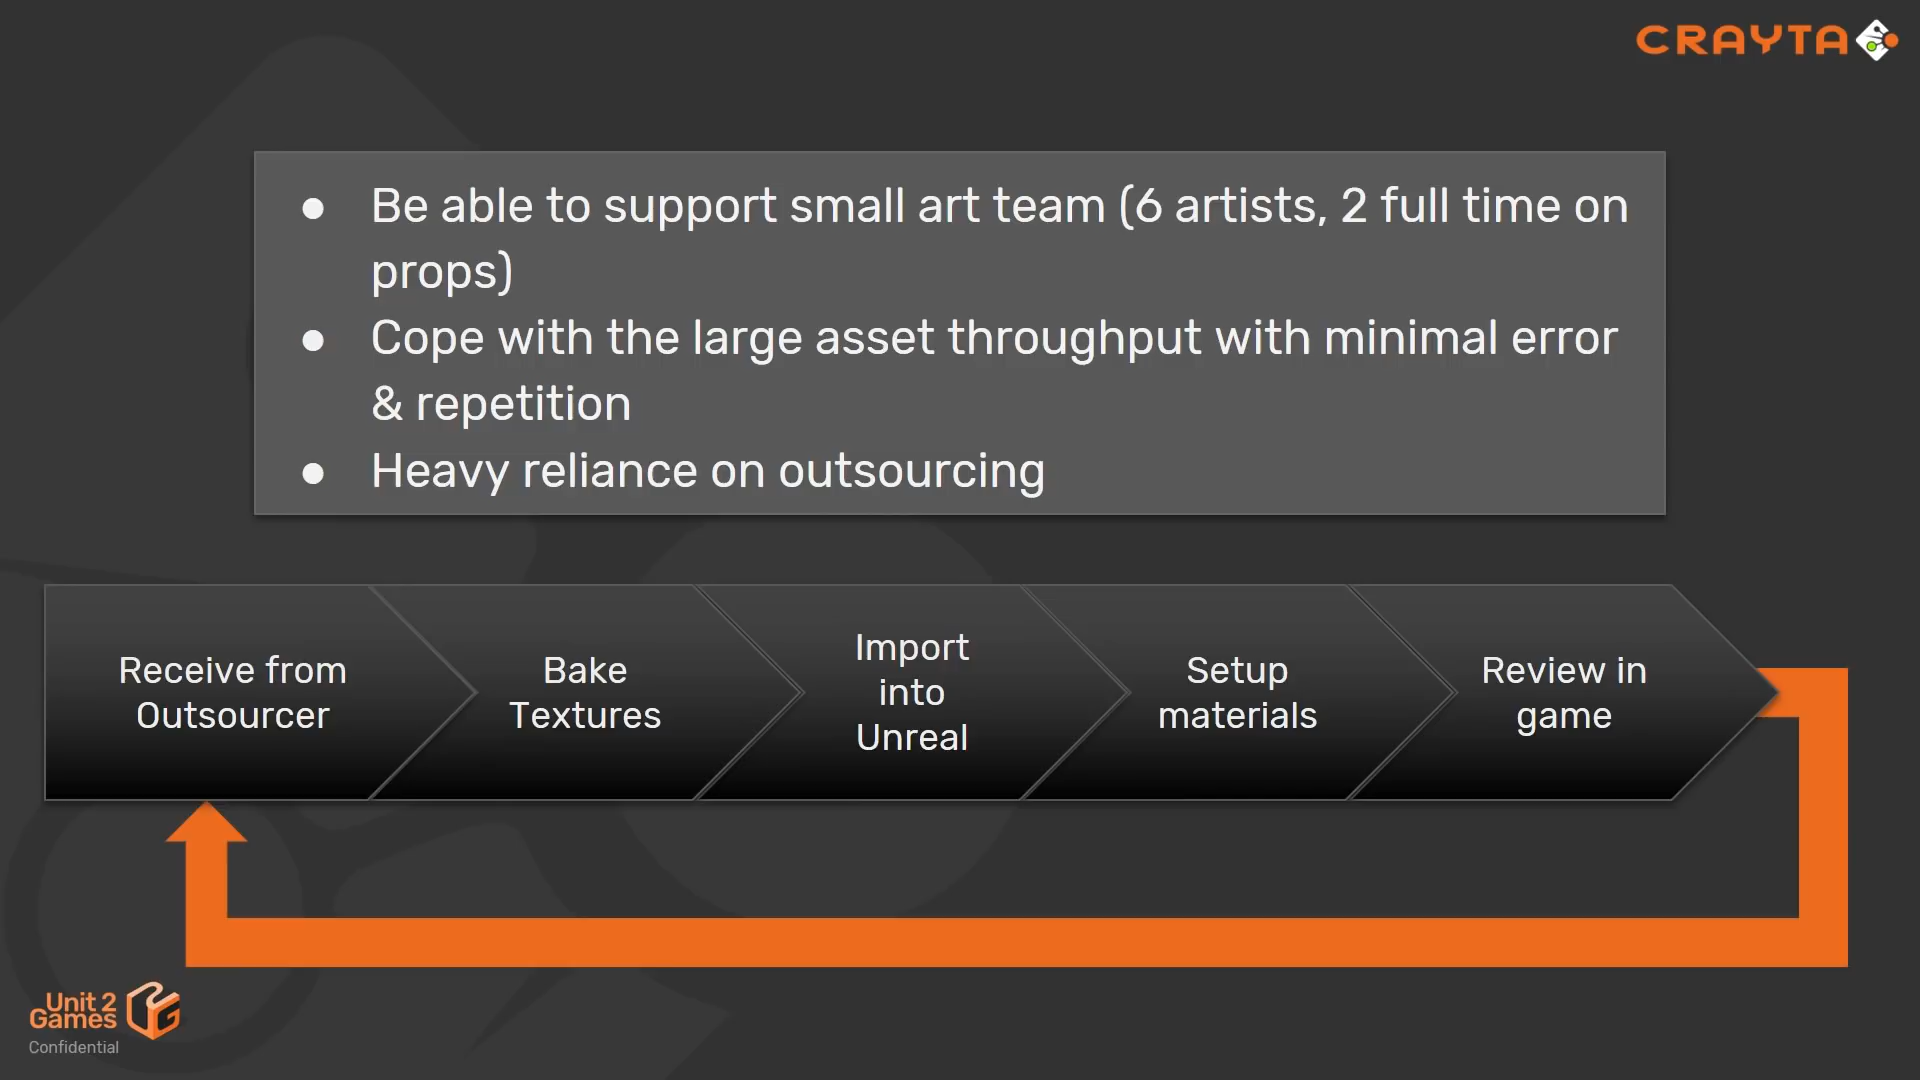 CRAYTA
● Be able to support small art team (6 artists, 2 full time on
props)
● Cope with the large asset throughput with minimal error
& repetition
● Heavy reliance on outsourcing
Receive from
Outsourcer
Bake
Textures
Import
into
Unreal
Setup
materials
Review in
game
Unit 2
Games
Confidential